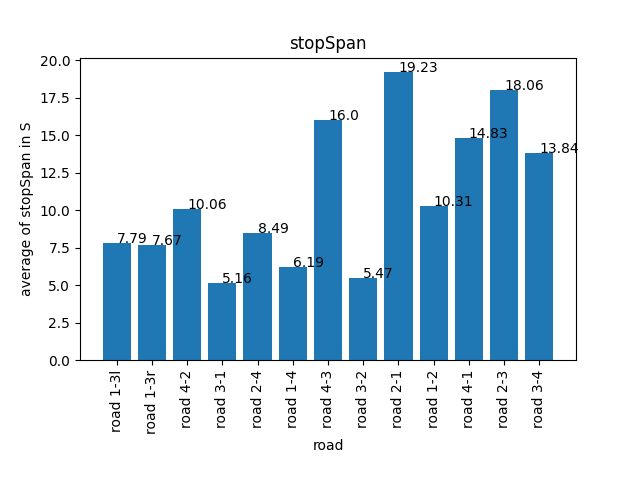 stopSpan
average of stopSpan in S
20.0
17.5
15.0
12.5
10.0
7.5
5.0
2.5
0.0
7.79
7.67
10.06
5.16
8.49
6.19
16.0
5.47
19.23
10.31
14.83
18.06
13.84
road 1-3l
road 1-3r
road 4-2
road 3-1
road 2-4
road 1-4
road 4-3
road 3-2
road 2-1
road 1-2
road 4-1
road 2-3
road 3-4
road